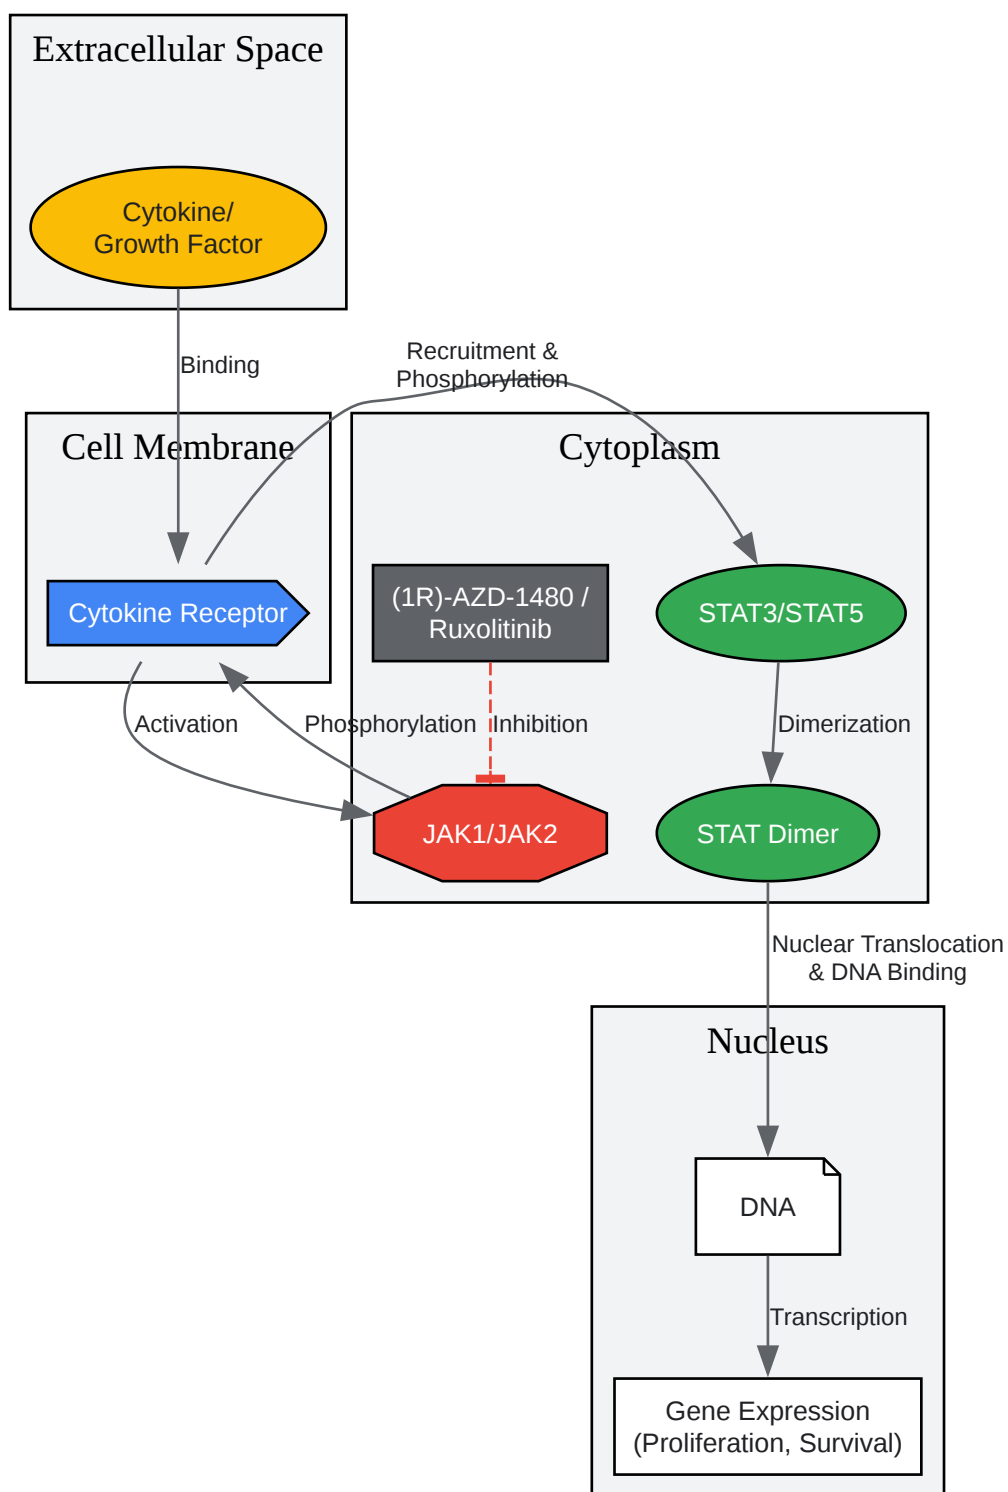 Extracellular Space
Cytokine/
Growth Factor
Binding
Recruitment &
Phosphorylation
Cell Membrane
Cytoplasm
Cytokine Receptor
(1R)-AZD-1480 /
Ruxolitinib
STAT3/STAT5
Activation
Phosphorylation
Inhibition
Dimerization
JAK1/JAK2
STAT Dimer
Nuclear Translocation
& DNA Binding
Nucleus
DNA
Transcription
Gene Expression
(Proliferation, Survival)